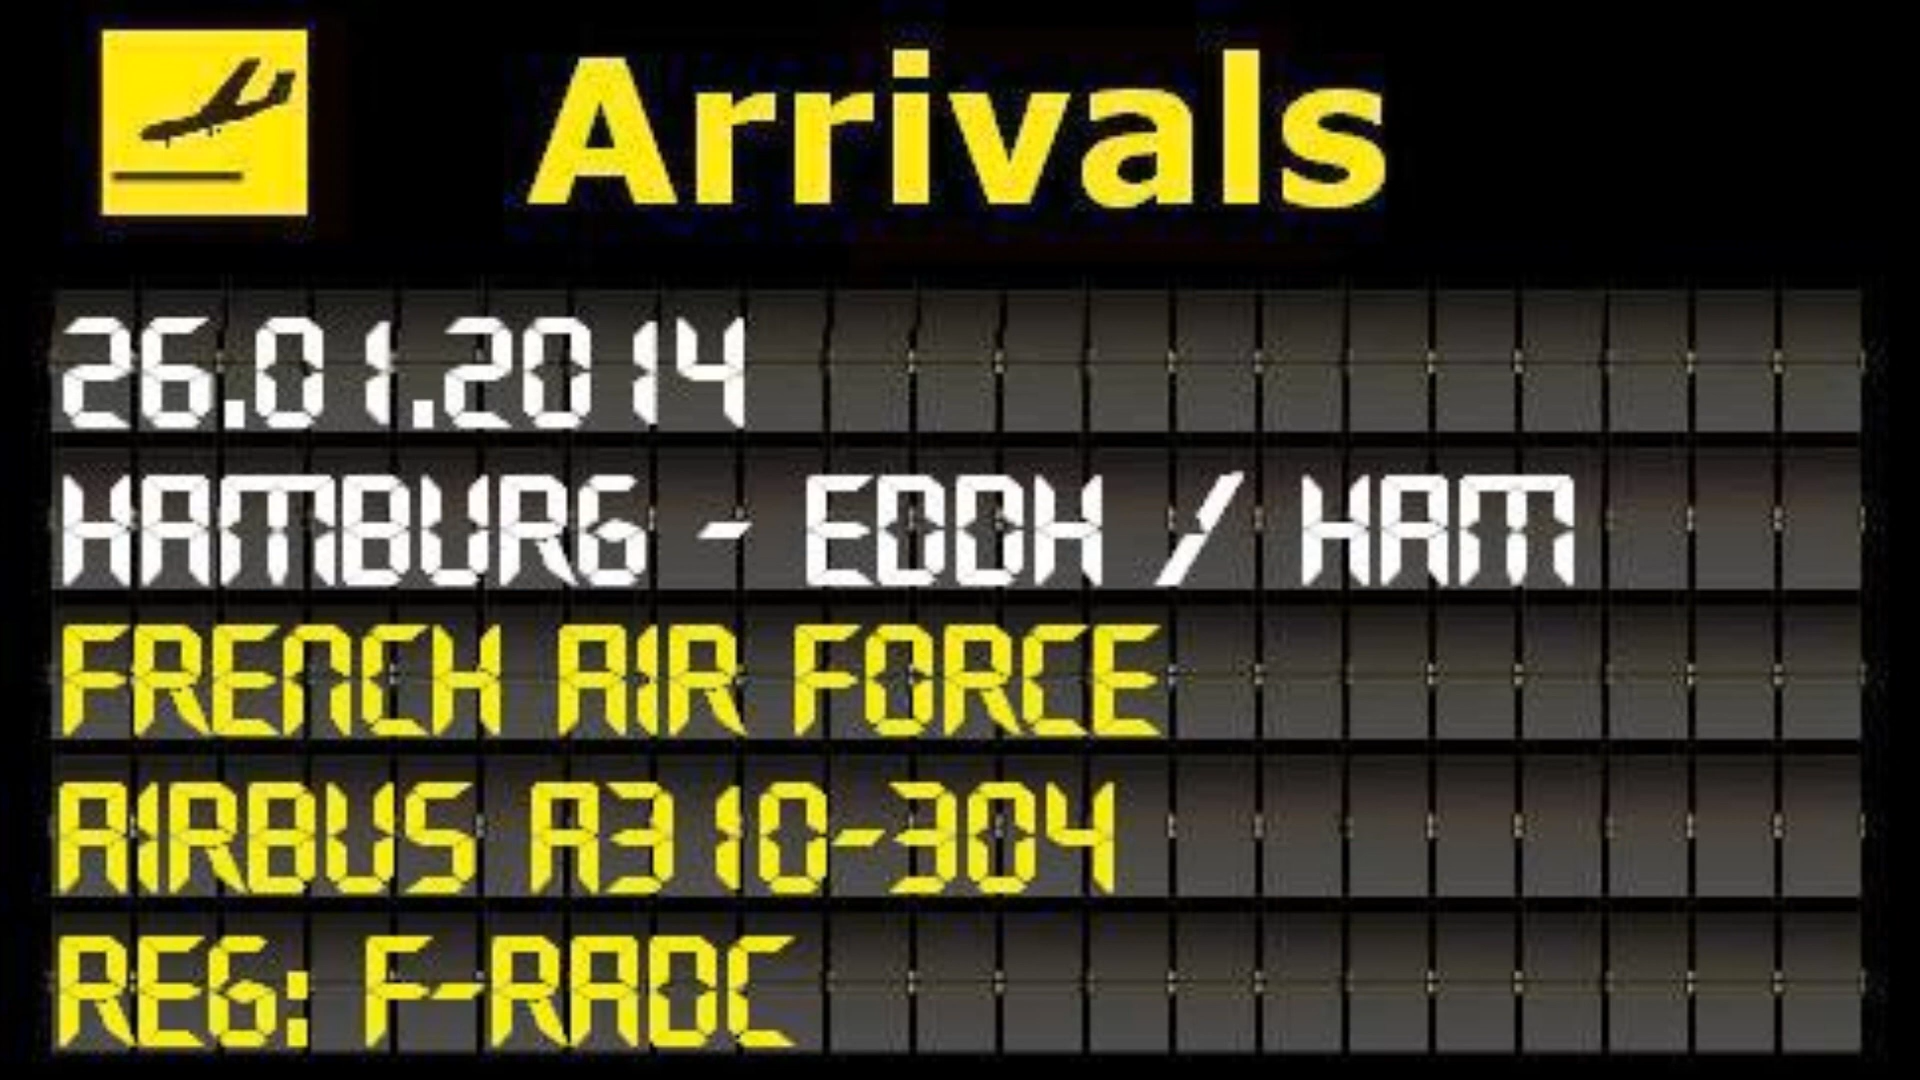 Arrivals
26.01.2014
HAMBURG - EDDH / HAM
FRENCH AIR FORCE
AIRBUS A310-304
REG: F-RADC